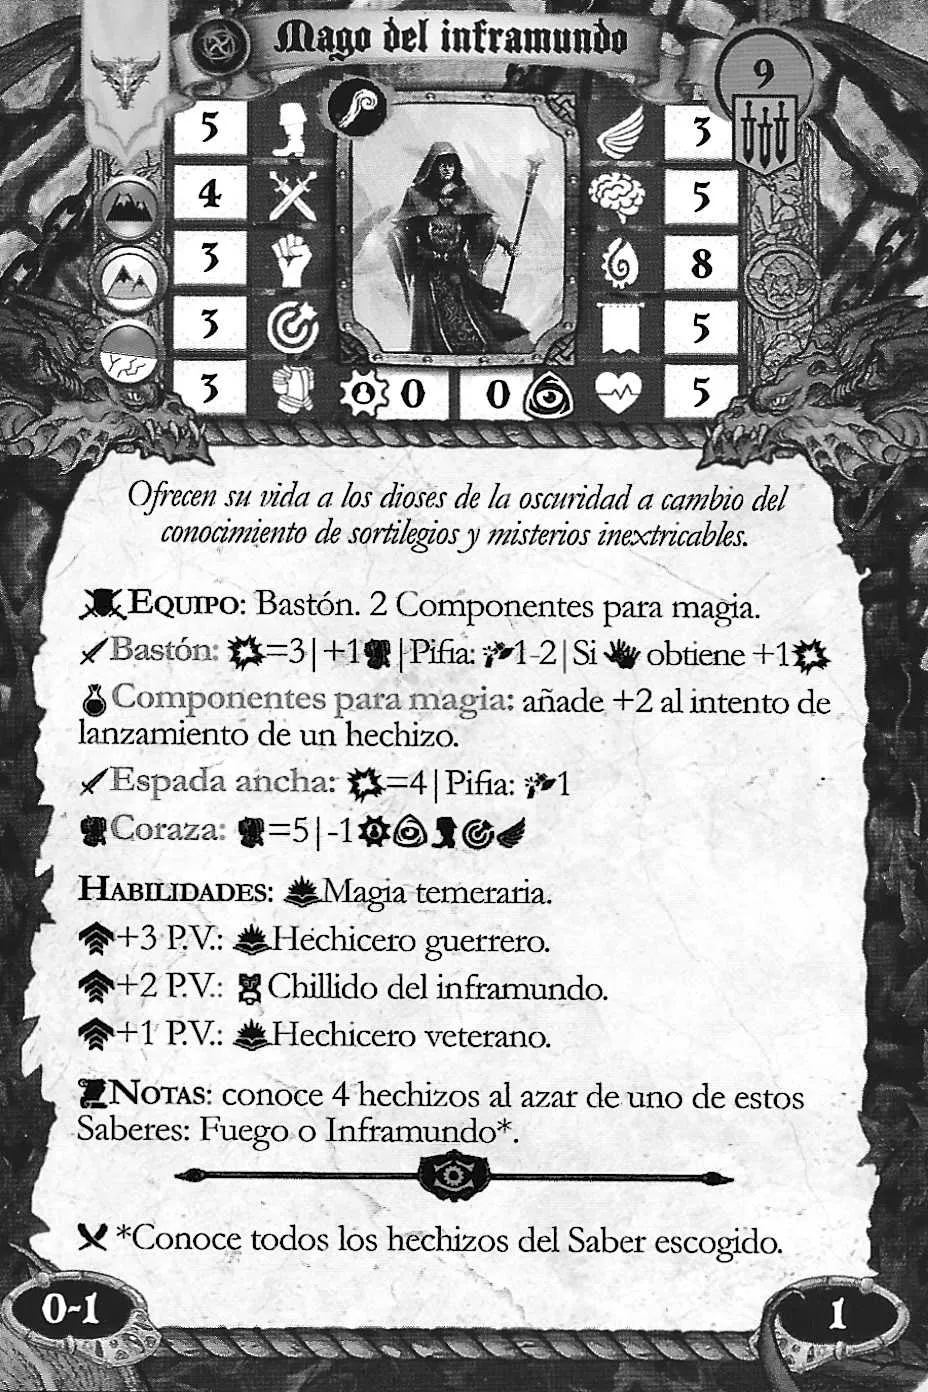 Mago del inframundo
9
5
3
4
5
3
8
3
5
3
0
0
5
Ofrecen su vida a los dioses de la oscuridad a cambio del
conocimiento de sortilegios y misterios inextricables.
EQUIPO: Bastón. 2 Componentes para magia.
Bastón: =3|+1|Pifia: 1-2|Si obtiene +1
Componentes para magia: añade +2 al intento de
lanzamiento de un hechizo.
Espada ancha: =4|Pifia: 1
Coraza: =5|-1
HABILIDADES: Magia temeraria.
+3 P.V.: Hechicero guerrero.
+2 P.V.: Chillido del inframundo.
+1 P.V.: Hechicero veterano.
NOTAS: conoce 4 hechizos al azar de uno de estos
Saberes: Fuego o Inframundo*.
*Conoce todos los hechizos del Saber escogido.
0-1
1